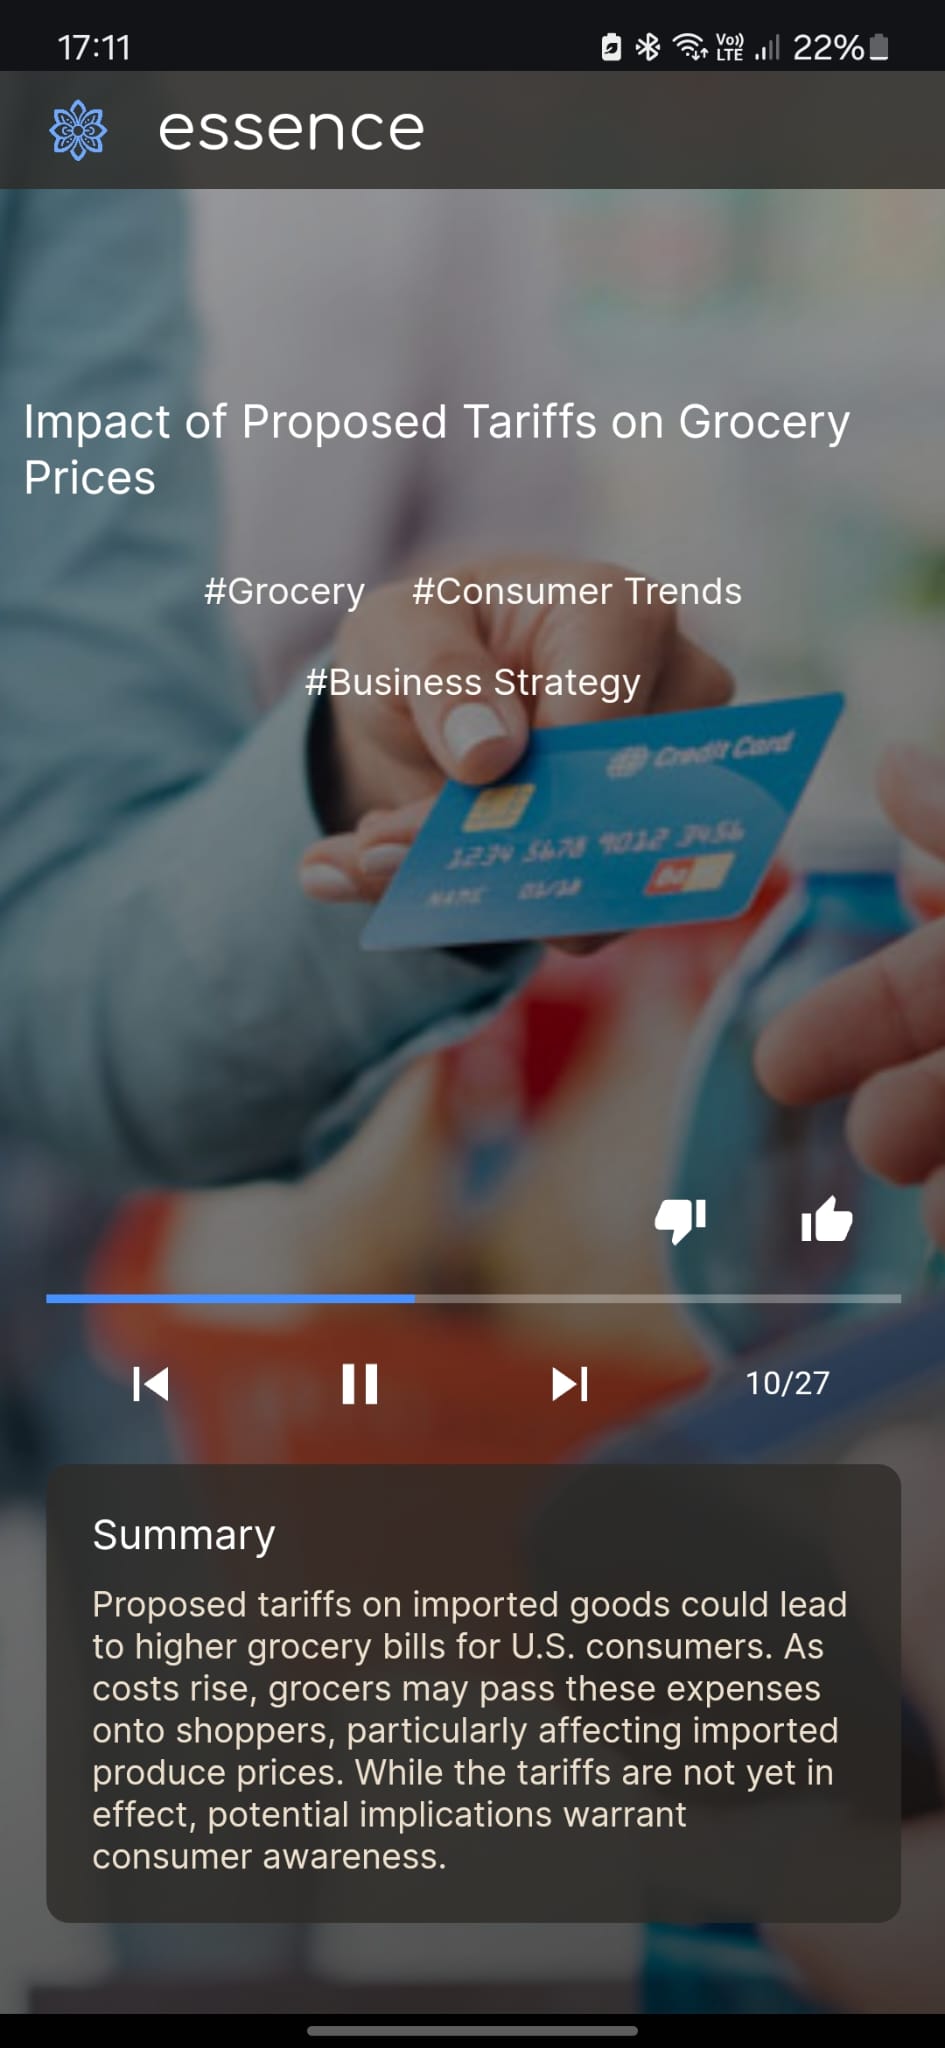 17:11
Vo))
LTE
22%
essence
Impact of Proposed Tariffs on Grocery
Prices
#Grocery #Consumer Trends
#Business Strategy
Credit Card
1234 5678 9012 3456
NAME 01/18
10/27
Summary
Proposed tariffs on imported goods could lead
to higher grocery bills for U.S. consumers. As
costs rise, grocers may pass these expenses
onto shoppers, particularly affecting imported
produce prices. While the tariffs are not yet in
effect, potential implications warrant
consumer awareness.